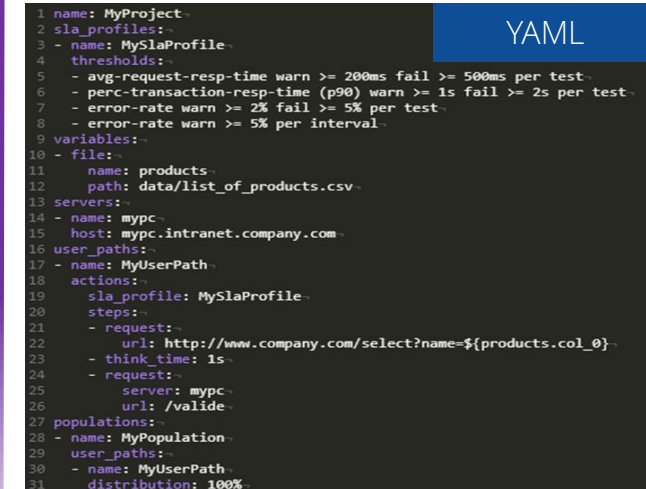 YAML
1 name: MyProject¬
2 sla_profiles:¬
3 - name: MySlaProfile¬
4   thresholds:¬
5   - avg-request-resp-time warn >= 200ms fail >= 500ms per test¬
6   - perc-transaction-resp-time (p90) warn >= 1s fail >= 2s per test¬
7   - error-rate warn >= 2% fail >= 5% per test¬
8   - error-rate warn >= 5% per interval¬
9 variables:¬
10 - file:¬
11     name: products¬
12     path: data/list_of_products.csv¬
13 servers:¬
14 - name: mypc¬
15   host: mypc.intranet.company.com¬
16 user_paths:¬
17 - name: MyUserPath¬
18   actions:¬
19     sla_profile: MySlaProfile¬
20     steps:¬
21     - request:¬
22         url: http://www.company.com/select?name=${products.col_0}¬
23     - think_time: 1s¬
24     - request:¬
25         server: mypc¬
26         url: /valide¬
27 populations:¬
28 - name: MyPopulation¬
29   user_paths:¬
30   - name: MyUserPath¬
31     distribution: 100%¬